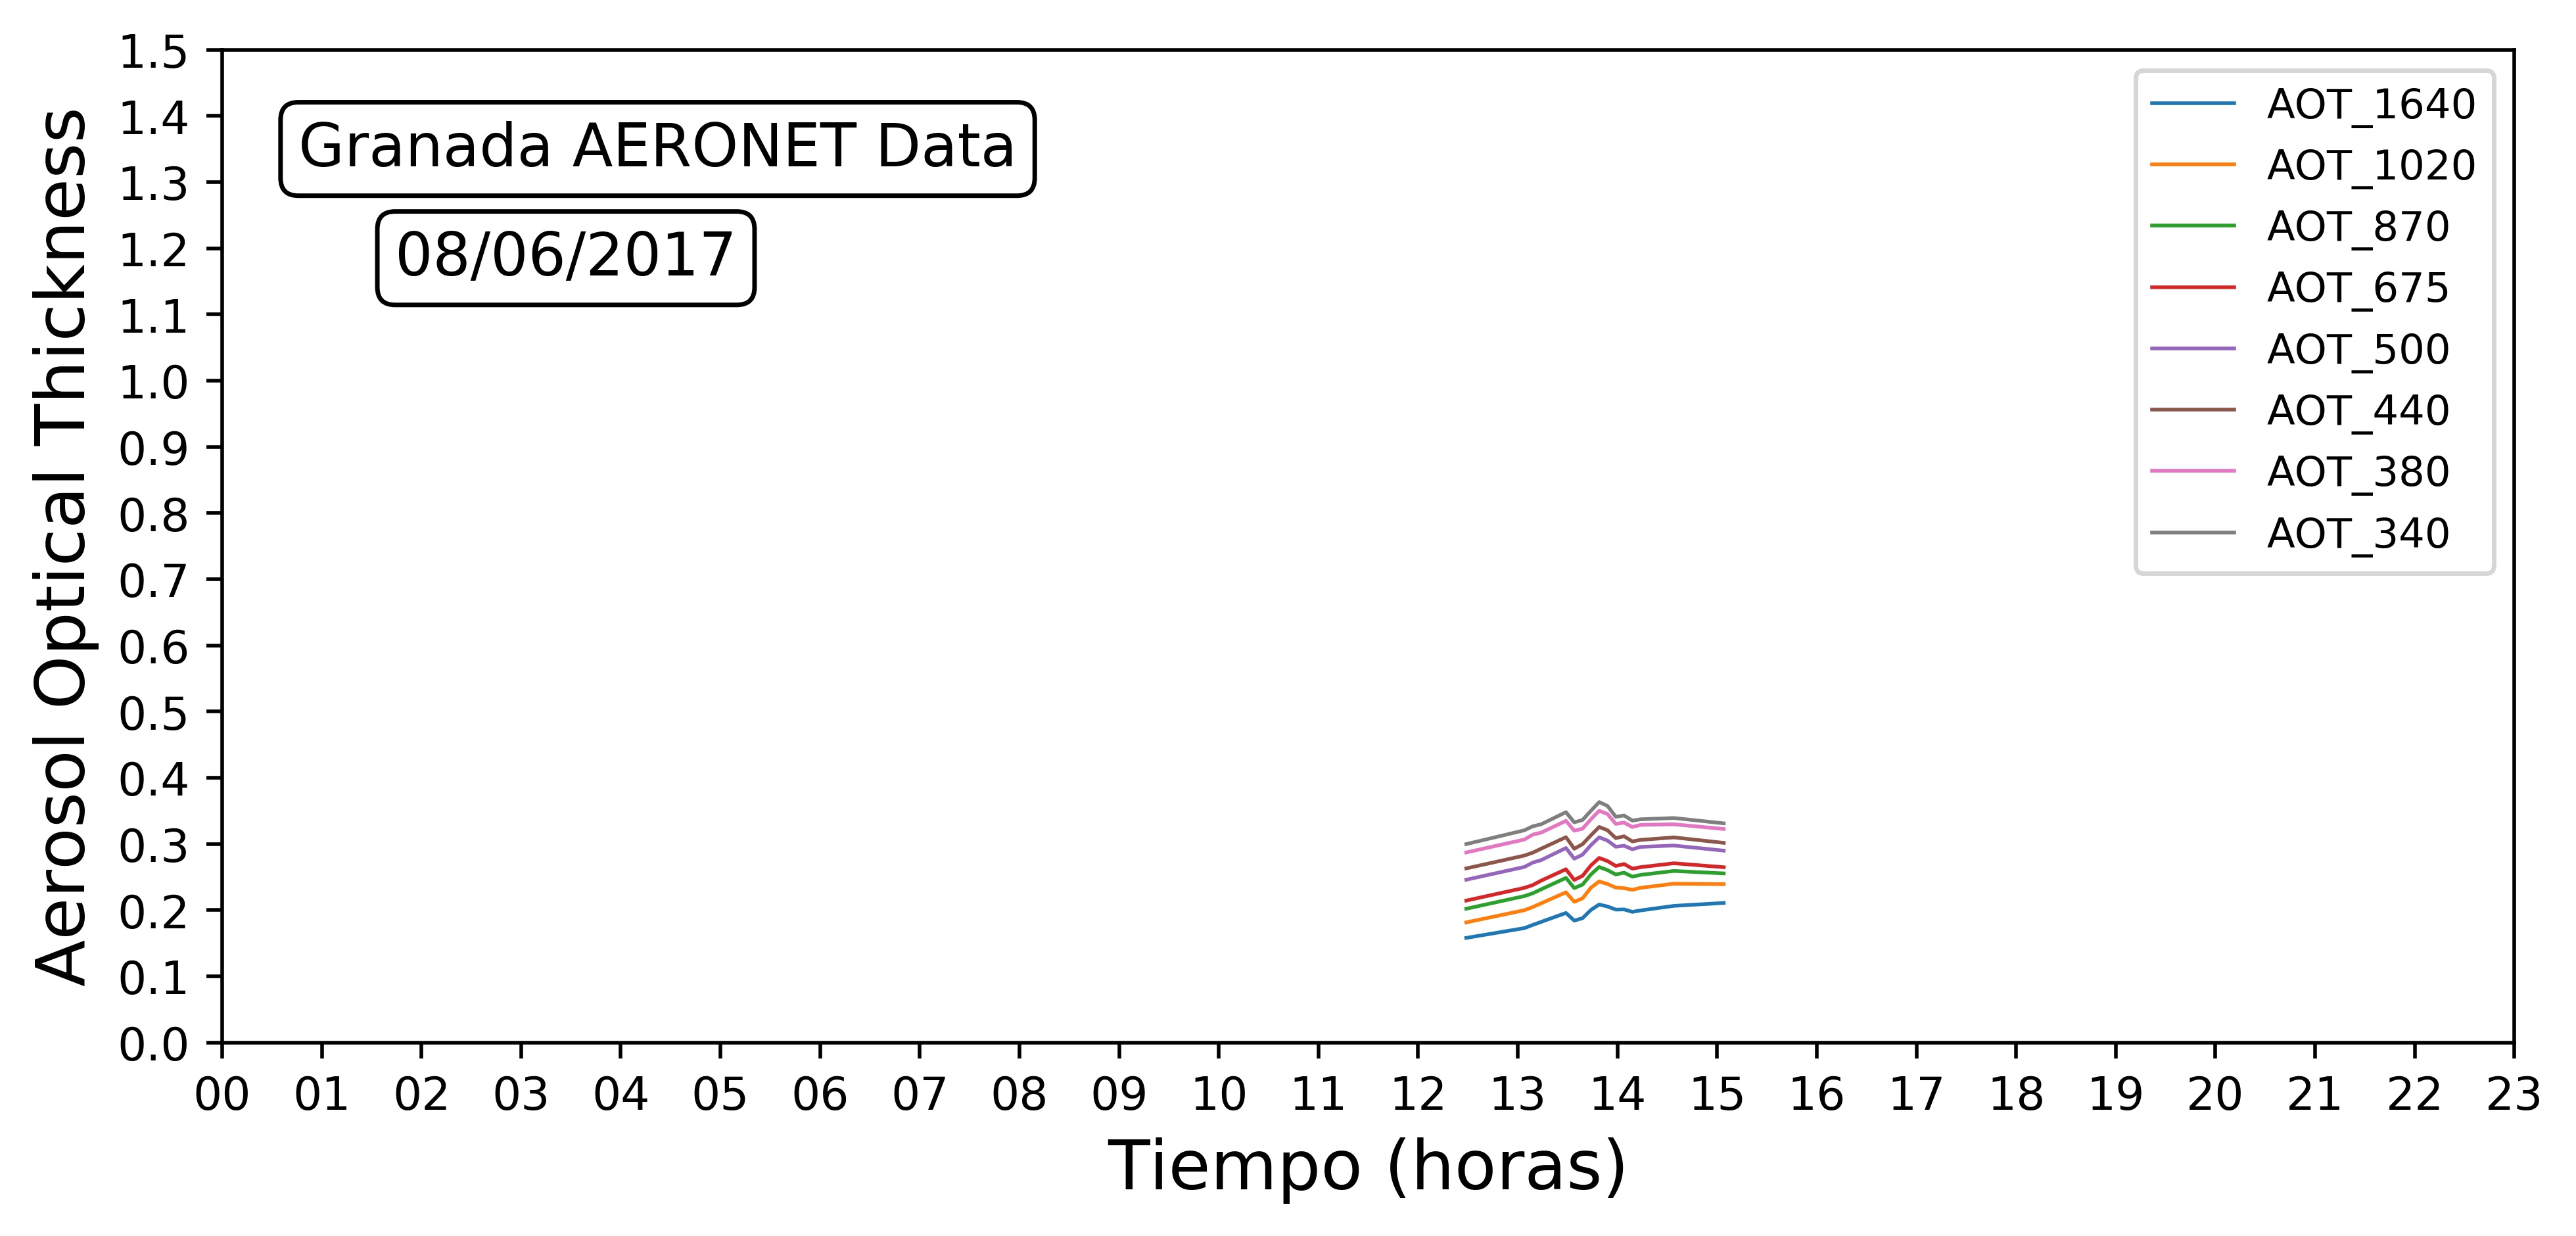 Granada AERONET Data
08/06/2017
AOT_1640
AOT_1020
AOT_870
AOT_675
AOT_500
AOT_440
AOT_380
AOT_340
Aerosol Optical Thickness
1.5
1.4
1.3
1.2
1.1
1.0
0.9
0.8
0.7
0.6
0.5
0.4
0.3
0.2
0.1
0.0
00 01 02 03 04 05 06 07 08 09 10 11 12 13 14 15 16 17 18 19 20 21 22 23
Tiempo (horas)